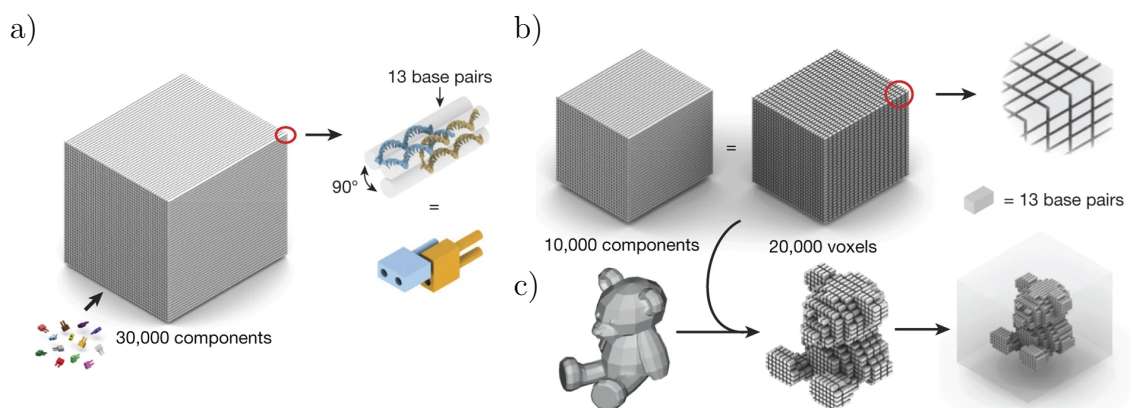 a)
13 base pairs
90°
=
30,000 components
b)
=
= 13 base pairs
10,000 components
20,000 voxels
c)